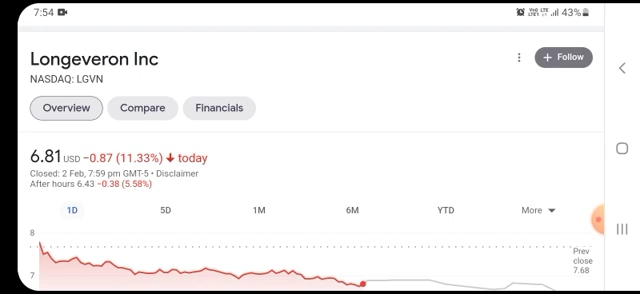 7:54
43%
Longeveron Inc
Follow
NASDAQ: LGVN
Overview Compare Financials
6.81 USD −0.87 (11.33%) ↓ today
Closed: 2 Feb, 7:59 pm GMT-5 • Disclaimer
After hours 6.43 −0.38 (5.58%)
1D 5D 1M 6M YTD More
8
Prev
close
7.68
7